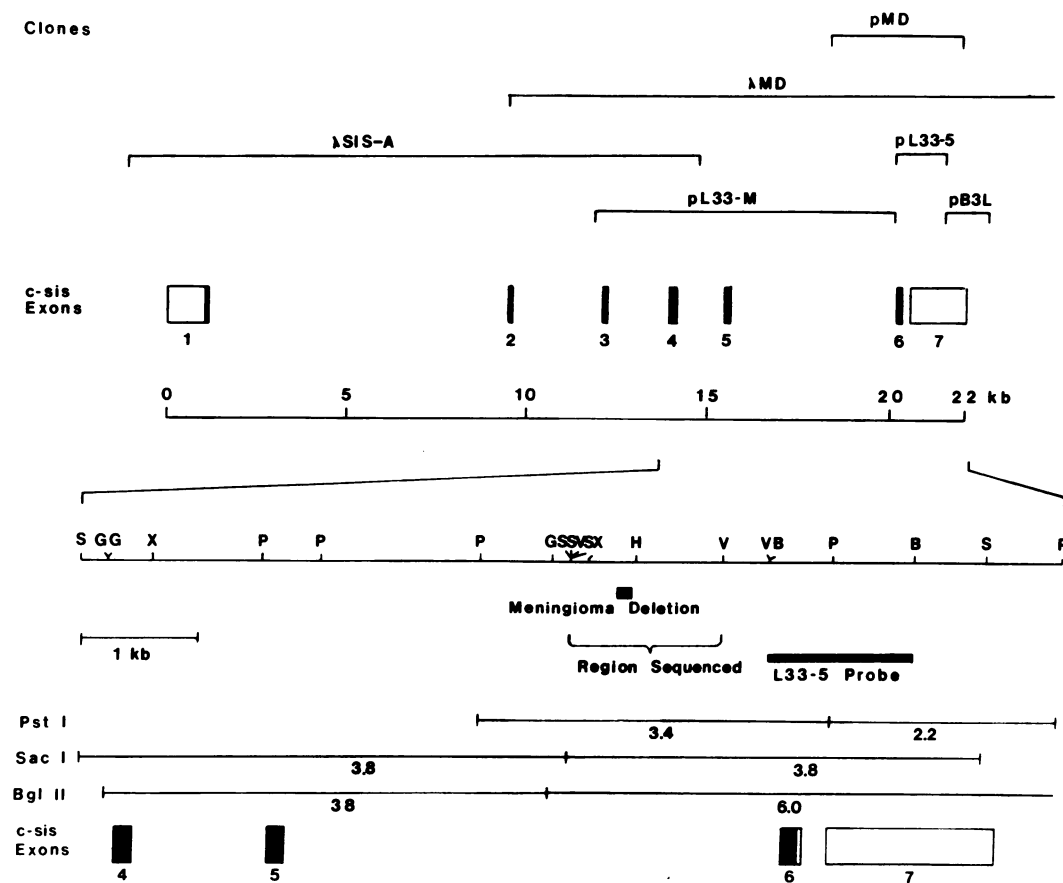 Clones
pMD
λMD
λSIS-A
pL33-5
pL33-M
pB3L
c-sis
Exons
1 2 3 4 5 6 7
0 5 10 15 20 22 kb
S GG X P P P GSSVSX H V VB P B S P
Meningioma Deletion
1 kb
Region Sequenced
L33-5 Probe
Pst I
3.4 2.2
Sac I
3.8 3.8
Bgl II
38 6.0
c-sis
Exons
4 5 6 7